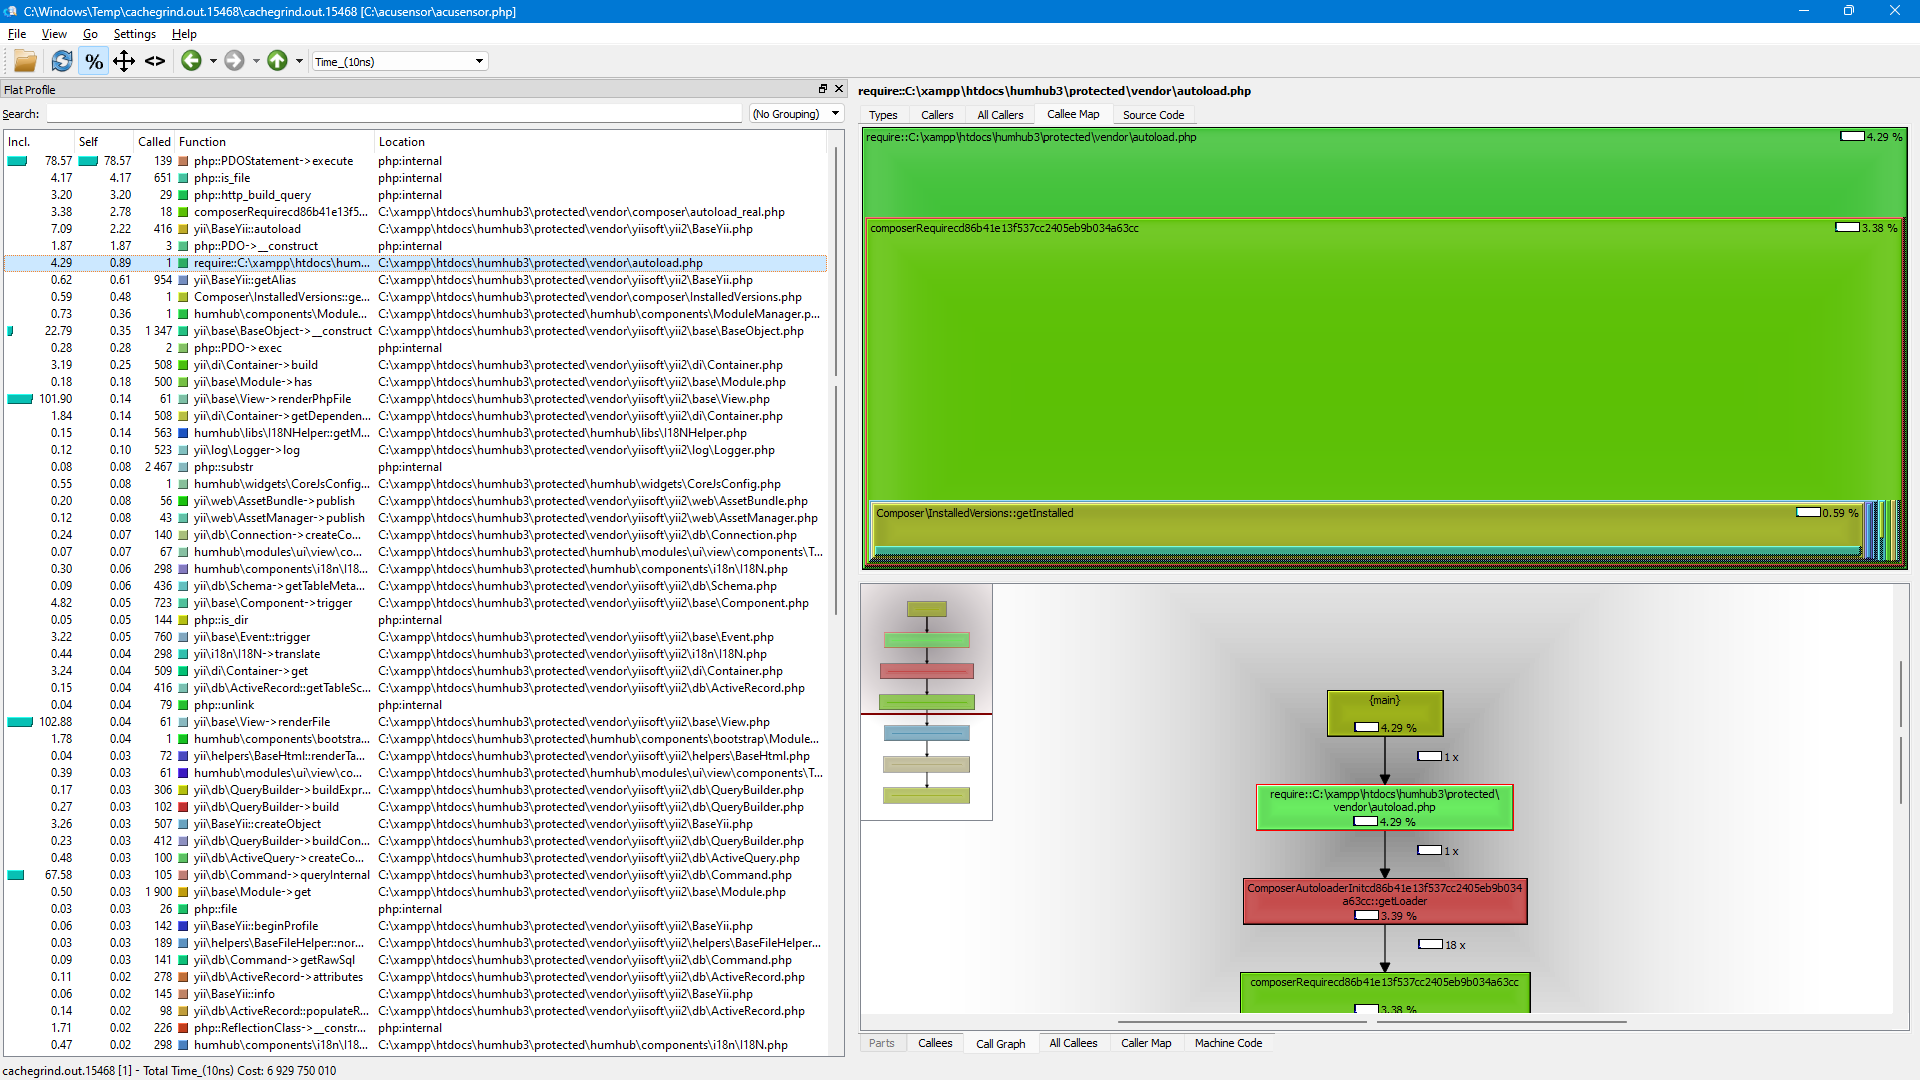 C:\Windows\Temp\cachegrind.out.15468\cachegrind.out.15468 [C:\acusensor\acusensor.php]
File View Go Settings Help
% <> Time_(10ns)
Flat Profile
Search: (No Grouping)
Incl. Self Called Function Location
78.57 78.57 139 php::PDOStatement->execute php:internal
4.17 4.17 651 php::is_file php:internal
3.20 3.20 29 php::http_build_query php:internal
3.38 2.78 18 composerRequirecd86b41e13f5... C:\xampp\htdocs\humhub3\protected\vendor\composer\autoload_real.php
7.09 2.22 416 yii\BaseYii::autoload C:\xampp\htdocs\humhub3\protected\vendor\yiisoft\yii2\BaseYii.php
1.87 1.87 3 php::PDO->__construct php:internal
4.29 0.89 1 require::C:\xampp\htdocs\hum... C:\xampp\htdocs\humhub3\protected\vendor\autoload.php
0.62 0.61 954 yii\BaseYii::getAlias C:\xampp\htdocs\humhub3\protected\vendor\yiisoft\yii2\BaseYii.php
0.59 0.48 1 Composer\InstalledVersions::ge... C:\xampp\htdocs\humhub3\protected\vendor\composer\InstalledVersions.php
0.73 0.36 1 humhub\components\Module... C:\xampp\htdocs\humhub3\protected\humhub\components\ModuleManager.p...
22.79 0.35 1 347 yii\base\BaseObject->__construct C:\xampp\htdocs\humhub3\protected\vendor\yiisoft\yii2\base\BaseObject.php
0.28 0.28 2 php::PDO->exec php:internal
3.19 0.25 508 yii\di\Container->build C:\xampp\htdocs\humhub3\protected\vendor\yiisoft\yii2\di\Container.php
0.18 0.18 500 yii\base\Module->has C:\xampp\htdocs\humhub3\protected\vendor\yiisoft\yii2\base\Module.php
101.90 0.14 61 yii\base\View->renderPhpFile C:\xampp\htdocs\humhub3\protected\vendor\yiisoft\yii2\base\View.php
1.84 0.14 508 yii\di\Container->getDependen... C:\xampp\htdocs\humhub3\protected\vendor\yiisoft\yii2\di\Container.php
0.15 0.14 563 humhub\libs\I18NHelper::getM... C:\xampp\htdocs\humhub3\protected\humhub\libs\I18NHelper.php
0.12 0.10 523 yii\log\Logger->log C:\xampp\htdocs\humhub3\protected\vendor\yiisoft\yii2\log\Logger.php
0.08 0.08 2 467 php::substr php:internal
0.55 0.08 1 humhub\widgets\CoreJsConfig... C:\xampp\htdocs\humhub3\protected\humhub\widgets\CoreJsConfig.php
0.20 0.08 56 yii\web\AssetBundle->publish C:\xampp\htdocs\humhub3\protected\vendor\yiisoft\yii2\web\AssetBundle.php
0.12 0.08 43 yii\web\AssetManager->publish C:\xampp\htdocs\humhub3\protected\vendor\yiisoft\yii2\web\AssetManager.php
0.24 0.07 140 yii\db\Connection->createCo... C:\xampp\htdocs\humhub3\protected\vendor\yiisoft\yii2\db\Connection.php
0.07 0.07 67 humhub\modules\ui\view\co... C:\xampp\htdocs\humhub3\protected\humhub\modules\ui\view\components\T...
0.30 0.06 298 humhub\components\i18n\I18... C:\xampp\htdocs\humhub3\protected\humhub\components\i18n\I18N.php
0.09 0.06 436 yii\db\Schema->getTableMeta... C:\xampp\htdocs\humhub3\protected\vendor\yiisoft\yii2\db\Schema.php
4.82 0.05 723 yii\base\Component->trigger C:\xampp\htdocs\humhub3\protected\vendor\yiisoft\yii2\base\Component.php
0.05 0.05 144 php::is_dir php:internal
3.22 0.05 760 yii\base\Event::trigger C:\xampp\htdocs\humhub3\protected\vendor\yiisoft\yii2\base\Event.php
0.44 0.04 298 yii\i18n\I18N->translate C:\xampp\htdocs\humhub3\protected\vendor\yiisoft\yii2\i18n\I18N.php
3.24 0.04 509 yii\di\Container->get C:\xampp\htdocs\humhub3\protected\vendor\yiisoft\yii2\di\Container.php
0.15 0.04 416 yii\db\ActiveRecord::getTableSc... C:\xampp\htdocs\humhub3\protected\vendor\yiisoft\yii2\db\ActiveRecord.php
0.04 0.04 79 php::unlink php:internal
102.88 0.04 61 yii\base\View->renderFile C:\xampp\htdocs\humhub3\protected\vendor\yiisoft\yii2\base\View.php
1.78 0.04 1 humhub\components\bootstra... C:\xampp\htdocs\humhub3\protected\humhub\components\bootstrap\Module...
0.04 0.03 72 yii\helpers\BaseHtml::renderTa... C:\xampp\htdocs\humhub3\protected\vendor\yiisoft\yii2\helpers\BaseHtml.php
0.39 0.03 61 humhub\modules\ui\view\co... C:\xampp\htdocs\humhub3\protected\humhub\modules\ui\view\components\T...
0.17 0.03 306 yii\db\QueryBuilder->buildExpr... C:\xampp\htdocs\humhub3\protected\vendor\yiisoft\yii2\db\QueryBuilder.php
0.27 0.03 102 yii\db\QueryBuilder->build C:\xampp\htdocs\humhub3\protected\vendor\yiisoft\yii2\db\QueryBuilder.php
3.26 0.03 507 yii\BaseYii::createObject C:\xampp\htdocs\humhub3\protected\vendor\yiisoft\yii2\BaseYii.php
0.23 0.03 412 yii\db\QueryBuilder->buildCon... C:\xampp\htdocs\humhub3\protected\vendor\yiisoft\yii2\db\QueryBuilder.php
0.48 0.03 100 yii\db\ActiveQuery->createCo... C:\xampp\htdocs\humhub3\protected\vendor\yiisoft\yii2\db\ActiveQuery.php
67.58 0.03 105 yii\db\Command->queryInternal C:\xampp\htdocs\humhub3\protected\vendor\yiisoft\yii2\db\Command.php
0.50 0.03 1 900 yii\base\Module->get C:\xampp\htdocs\humhub3\protected\vendor\yiisoft\yii2\base\Module.php
0.03 0.03 26 php::file php:internal
0.06 0.03 142 yii\BaseYii::beginProfile C:\xampp\htdocs\humhub3\protected\vendor\yiisoft\yii2\BaseYii.php
0.03 0.03 189 yii\helpers\BaseFileHelper::nor... C:\xampp\htdocs\humhub3\protected\vendor\yiisoft\yii2\helpers\BaseFileHelper...
0.09 0.03 141 yii\db\Command->getRawSql C:\xampp\htdocs\humhub3\protected\vendor\yiisoft\yii2\db\Command.php
0.11 0.02 278 yii\db\ActiveRecord->attributes C:\xampp\htdocs\humhub3\protected\vendor\yiisoft\yii2\db\ActiveRecord.php
0.06 0.02 145 yii\BaseYii::info C:\xampp\htdocs\humhub3\protected\vendor\yiisoft\yii2\BaseYii.php
0.14 0.02 98 yii\db\ActiveRecord::populateR... C:\xampp\htdocs\humhub3\protected\vendor\yiisoft\yii2\db\ActiveRecord.php
1.71 0.02 226 php::ReflectionClass->__constr... php:internal
0.47 0.02 298 humhub\components\i18n\I18... C:\xampp\htdocs\humhub3\protected\humhub\components\i18n\I18N.php
require::C:\xampp\htdocs\humhub3\protected\vendor\autoload.php
Types Callers All Callers Callee Map Source Code
require::C:\xampp\htdocs\humhub3\protected\vendor\autoload.php 4.29 %
composerRequirecd86b41e13f537cc2405eb9b034a63cc 3.38 %
Composer\InstalledVersions::getInstalled 0.59 %
{main}
4.29 %
1 x
require::C:\xampp\htdocs\humhub3\protected\
vendor\autoload.php
4.29 %
1 x
ComposerAutoloaderInitcd86b41e13f537cc2405eb9b034
a63cc::getLoader
3.39 %
18 x
composerRequirecd86b41e13f537cc2405eb9b034a63cc
3.38 %
Parts Callees Call Graph All Callees Caller Map Machine Code
cachegrind.out.15468 [1] - Total Time_(10ns) Cost: 6 929 750 010